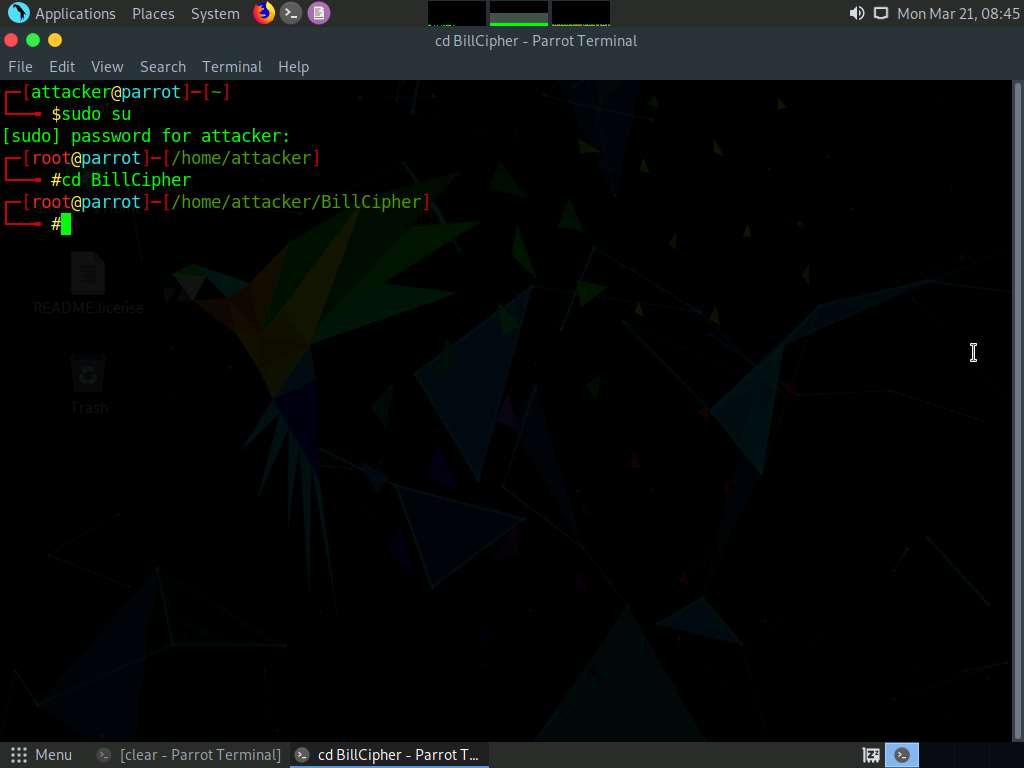 Applications Places System Mon Mar 21, 08:45
cd BillCipher - Parrot Terminal
File Edit View Search Terminal Help
┌─[attacker@parrot]─[~]
└──╼ $sudo su
[sudo] password for attacker:
┌─[root@parrot]─[/home/attacker]
└──╼ #cd BillCipher
┌─[root@parrot]─[/home/attacker/BillCipher]
└──╼ #
README.license
Trash
Menu [clear - Parrot Terminal] cd BillCipher - Parrot T...